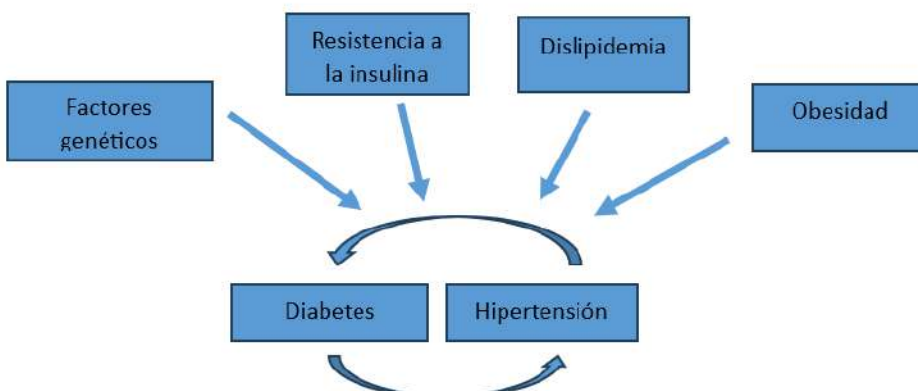 Resistencia a
la insulina
Dislipidemia
Factores
genéticos
Obesidad
Diabetes
Hipertensión